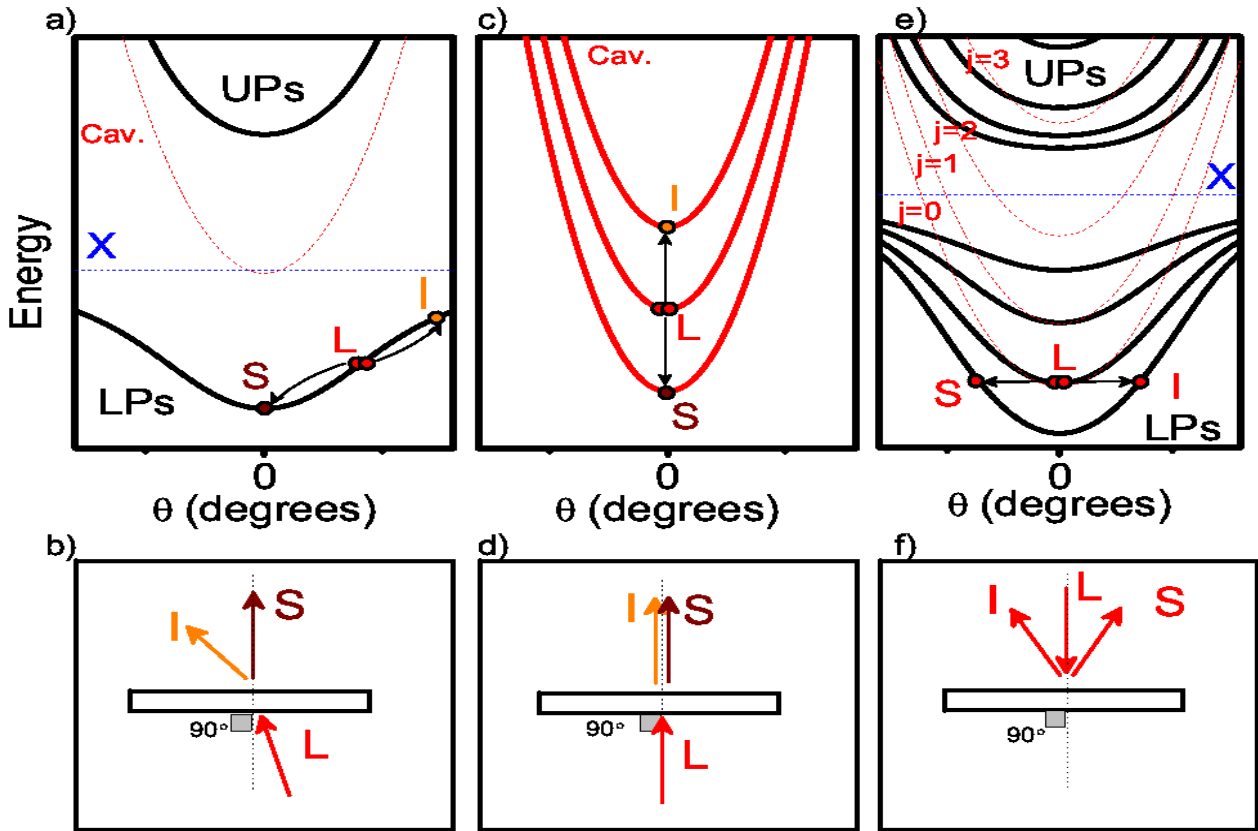 a)
UPs
Cav.
X
I
L
S
LPs
Energy
0
θ (degrees)
c)
Cav.
I
L
S
0
θ (degrees)
e)
j=3
UPs
j=2
j=1
X
j=0
L
S
I
LPs
0
θ (degrees)
b)
S
I
90°
L
d)
I
S
90°
L
f)
I
L
S
90°